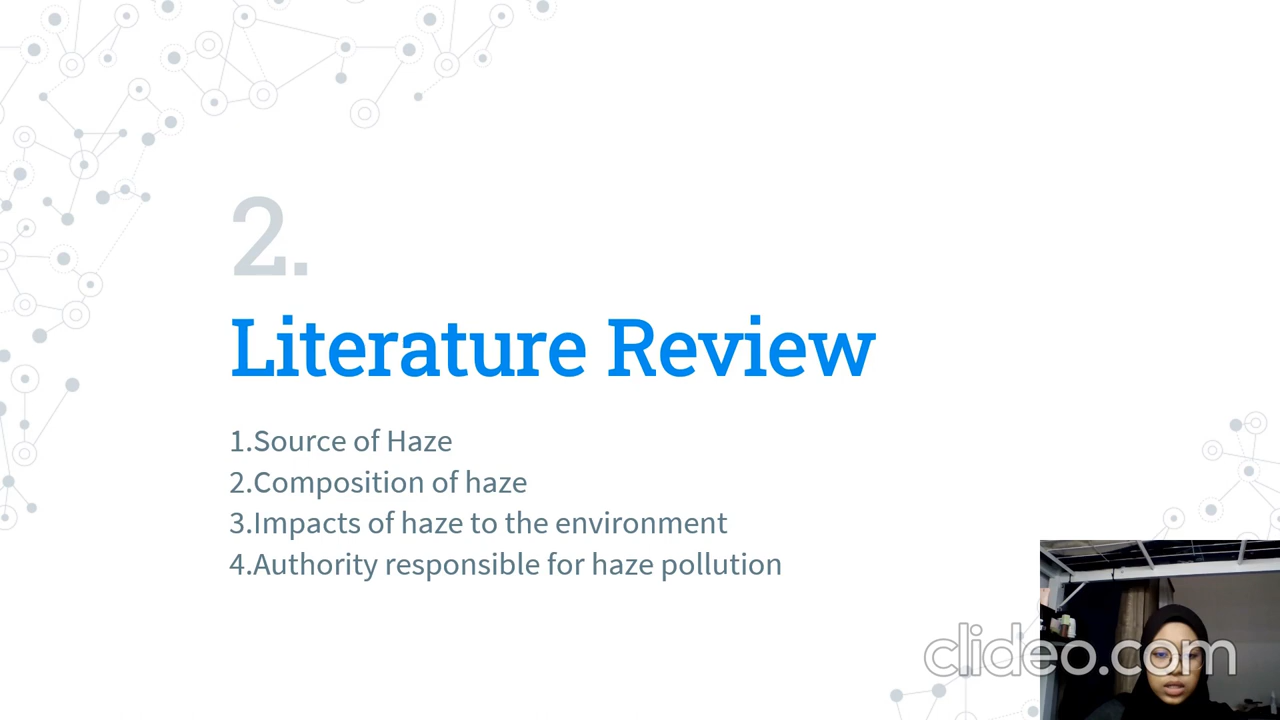 2.
Literature Review
1.Source of Haze
2.Composition of haze
3.Impacts of haze to the environment
4.Authority responsible for haze pollution
clideo.com